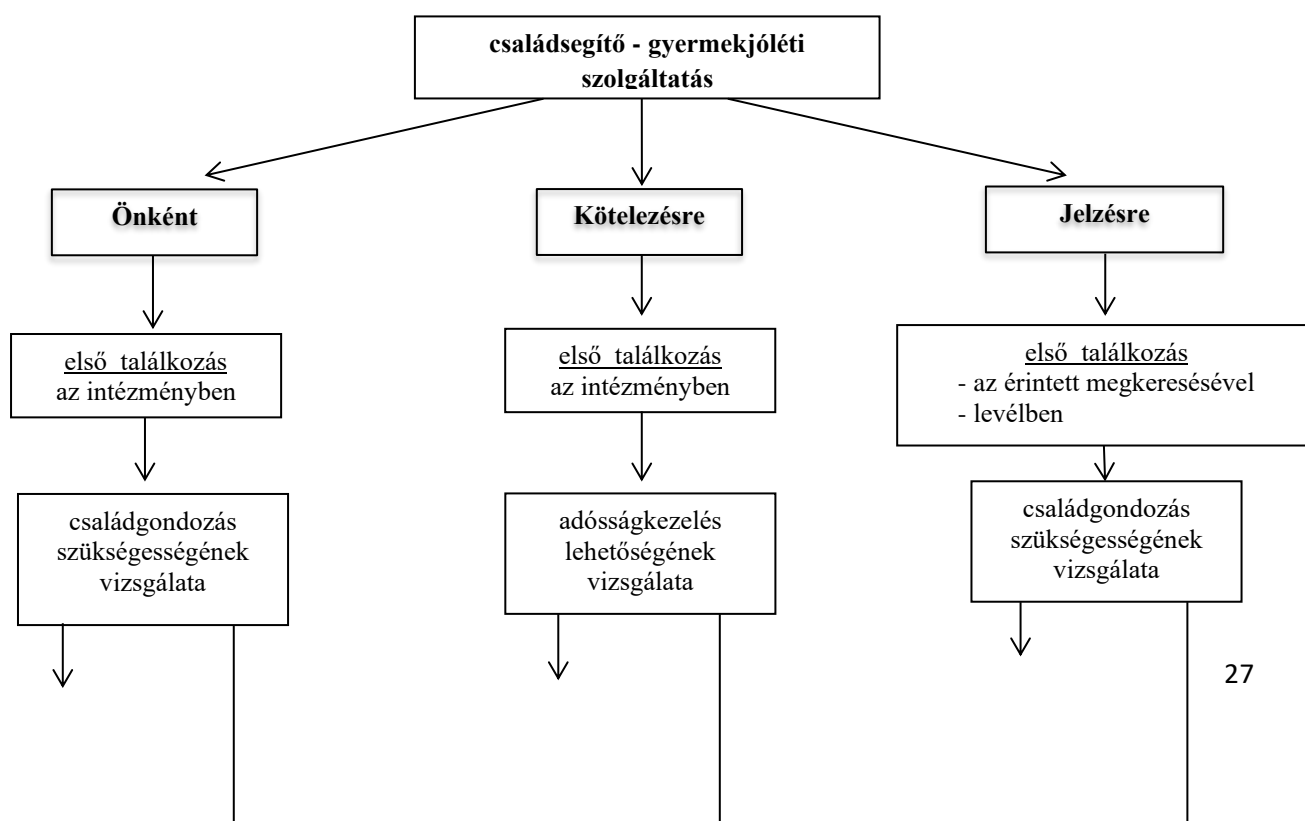 családsegítő - gyermekjóléti
szolgáltatás
Önként
Kötelezésre
Jelzésre
első találkozás
az intézményben
első találkozás
az intézményben
első találkozás
- az érintett megkeresésével
- levélben
családgondozás
szükségességének
vizsgálata
adósságkezelés
lehetőségének
vizsgálata
családgondozás
szükségességének
vizsgálata
27